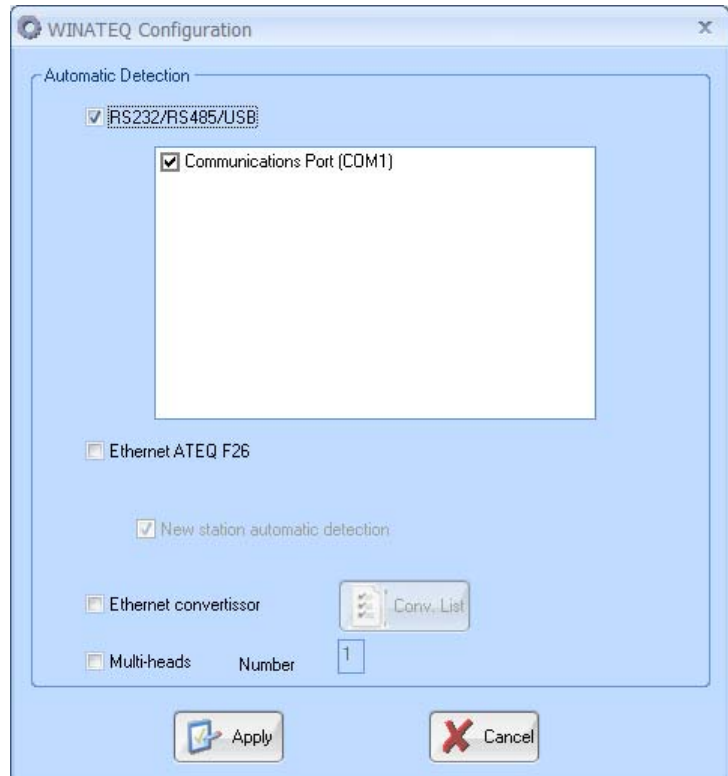 WINATEQ Configuration
Automatic Detection
RS232/RS485/USB
Communications Port (COM1)
Ethernet ATEQ F26
New station automatic detection
Ethernet convertissor
Conv. List
Multi-heads Number 1
Apply Cancel